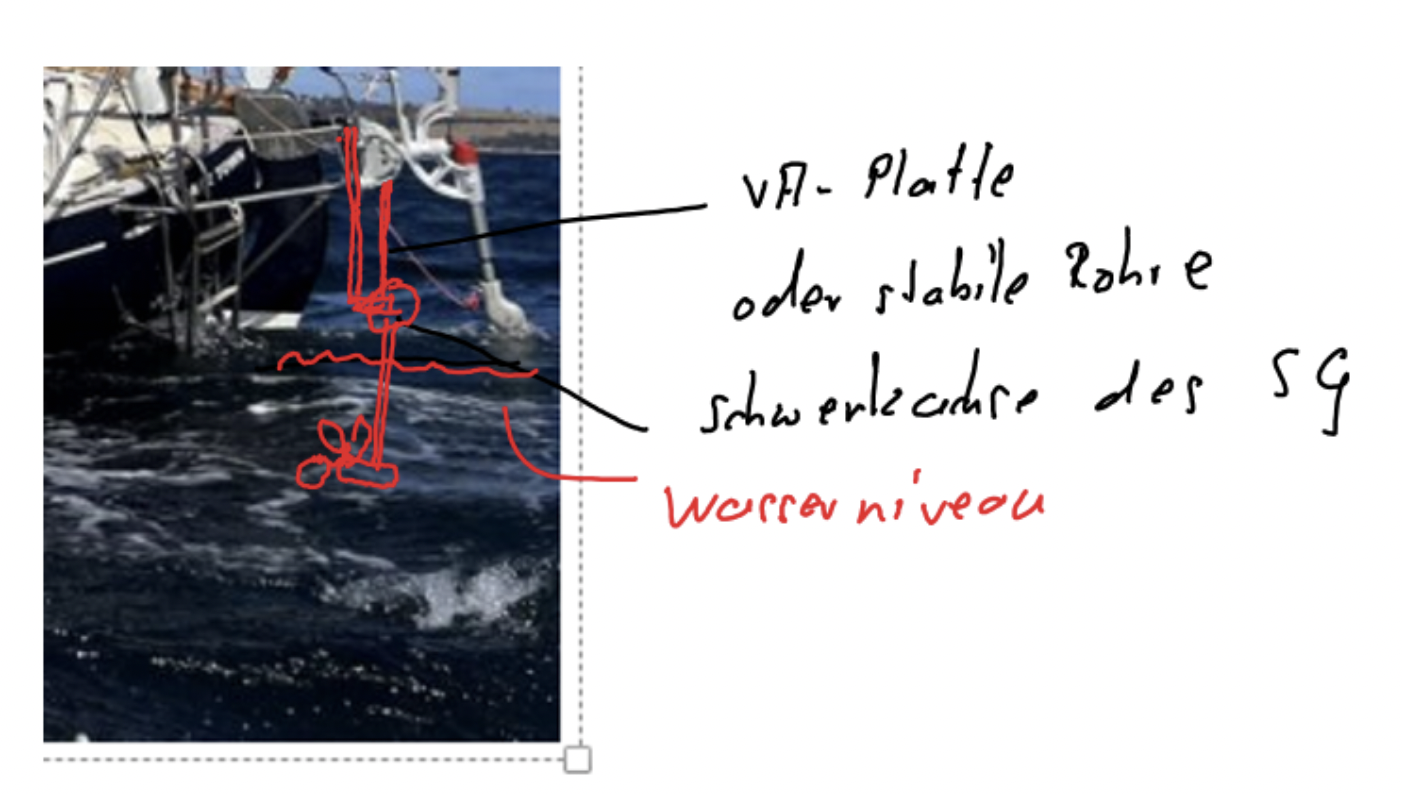 VA- Platte
oder stabile Rohre
schwenkachse des SG
Wasserniveau